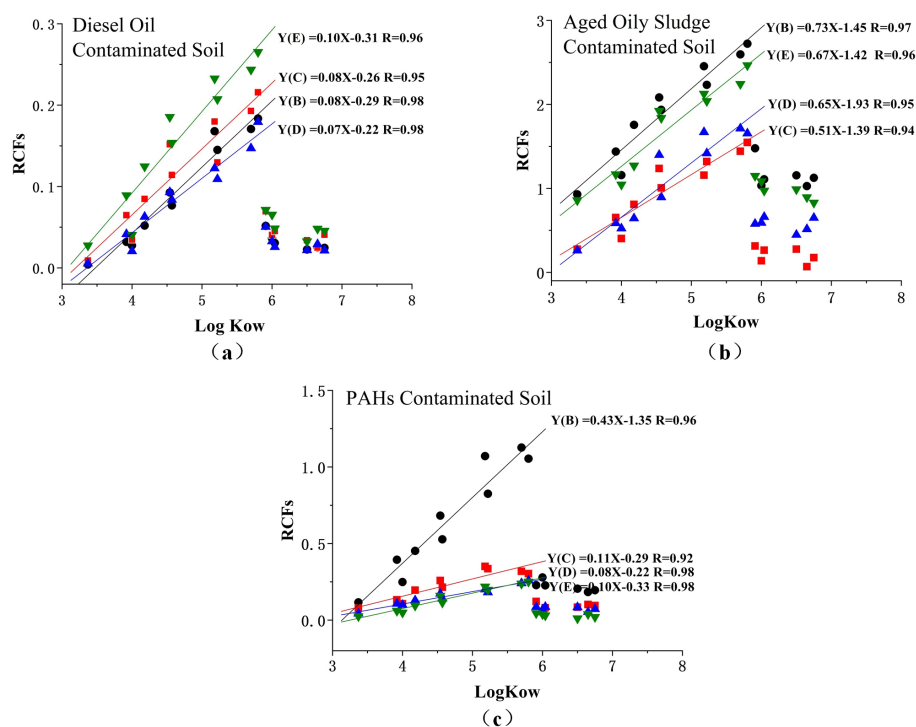 Diesel Oil
Contaminated Soil
0.3
0.2
0.1
0.0
RCFs
3 4 5 6 7 8
Log Kow
Y(E) =0.10X-0.31 R=0.96
Y(C) =0.08X-0.26 R=0.95
Y(B) =0.08X-0.29 R=0.98
Y(D) =0.07X-0.22 R=0.98
（a）
Aged Oily Sludge
Contaminated Soil
3
2
1
0
RCFs
3 4 5 6 7 8
LogKow
Y(B) =0.73X-1.45 R=0.97
Y(E) =0.67X-1.42 R=0.96
Y(D) =0.65X-1.93 R=0.95
Y(C) =0.51X-1.39 R=0.94
（b）
PAHs Contaminated Soil
1.5
1.0
0.5
0.0
RCFs
3 4 5 6 7 8
LogKow
Y(B) =0.43X-1.35 R=0.96
Y(C) =0.11X-0.29 R=0.92
Y(D) =0.08X-0.22 R=0.98
Y(E) =0.10X-0.33 R=0.98
（c）